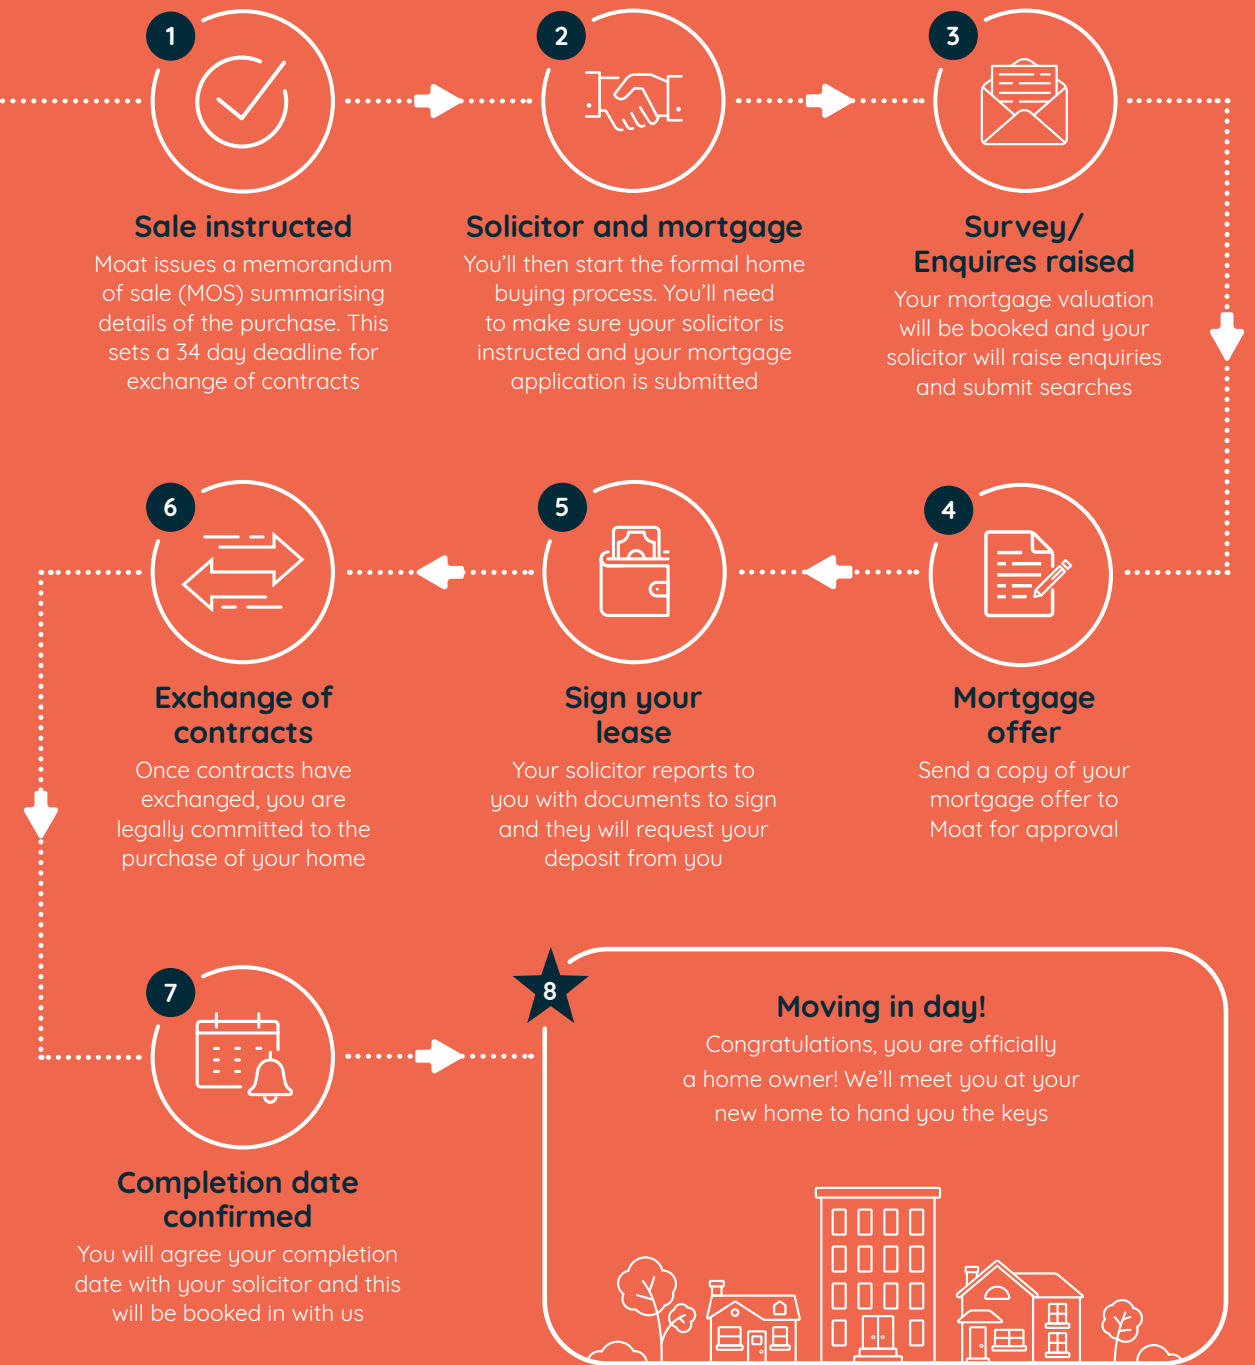 1
Sale instructed
Moat issues a memorandum
of sale (MOS) summarising
details of the purchase. This
sets a 34 day deadline for
exchange of contracts
2
Solicitor and mortgage
You'll then start the formal home
buying process. You'll need
to make sure your solicitor is
instructed and your mortgage
application is submitted
3
Survey/
Enquires raised
Your mortgage valuation
will be booked and your
solicitor will raise enquiries
and submit searches
4
Mortgage
offer
Send a copy of your
mortgage offer to
Moat for approval
5
Sign your
lease
Your solicitor reports to
you with documents to sign
and they will request your
deposit from you
6
Exchange of
contracts
Once contracts have
exchanged, you are
legally committed to the
purchase of your home
7
Completion date
confirmed
You will agree your completion
date with your solicitor and this
will be booked in with us
8
Moving in day!
Congratulations, you are officially
a home owner! We'll meet you at your
new home to hand you the keys